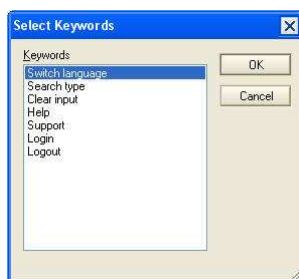 Select Keywords
Keywords
Switch language
Search type
Clear input
Help
Support
Login
Logout
OK
Cancel